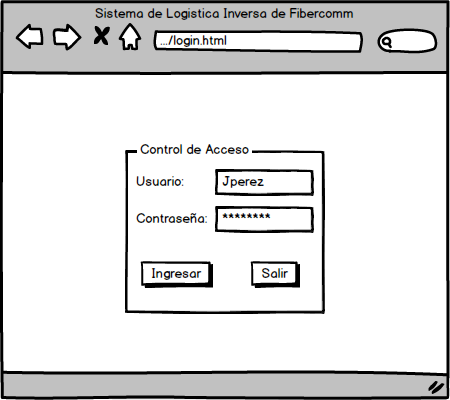 Sistema de Logistica Inversa de Fibercomm
.../login.html
Control de Acceso
Usuario: Jperez
Contraseña: ********
Ingresar Salir